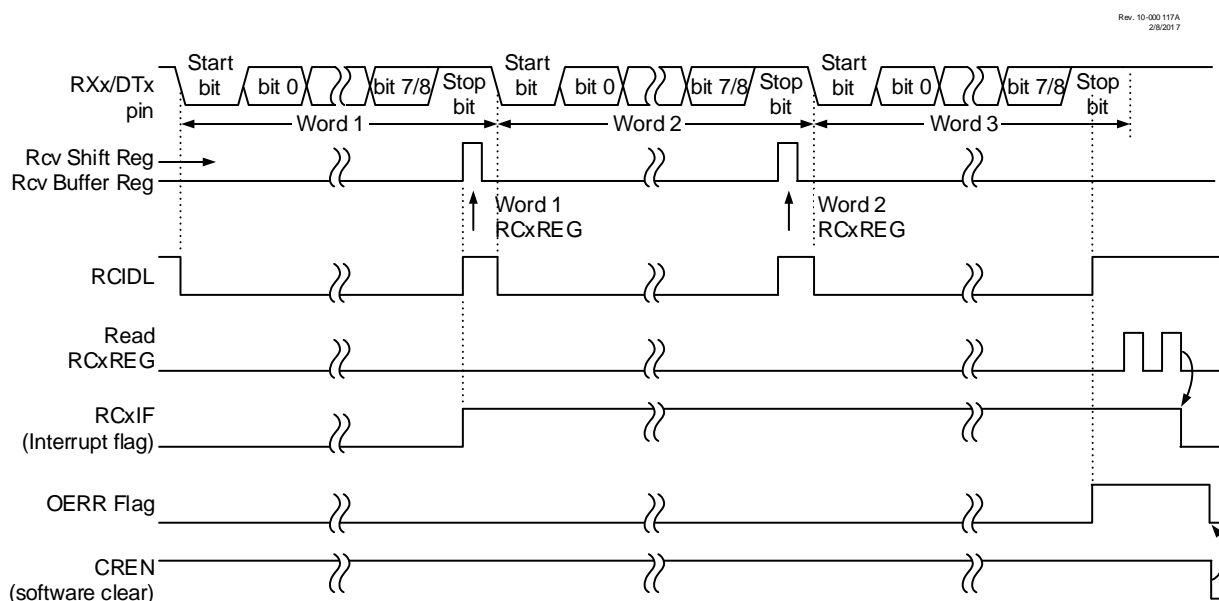 Rev. 10-000 117A
2/8/2017
RXx/DTx
pin
Start
bit
bit 0
bit 7/8
Stop
bit
Start
bit
bit 0
bit 7/8
Stop
bit
Start
bit
bit 0
bit 7/8
Stop
bit
Word 1
Word 2
Word 3
Rcv Shift Reg
Rcv Buffer Reg
Word 1
RCxREG
Word 2
RCxREG
RCIDL
Read
RCxREG
RCxIF
(Interrupt flag)
OERR Flag
CREN
(software clear)